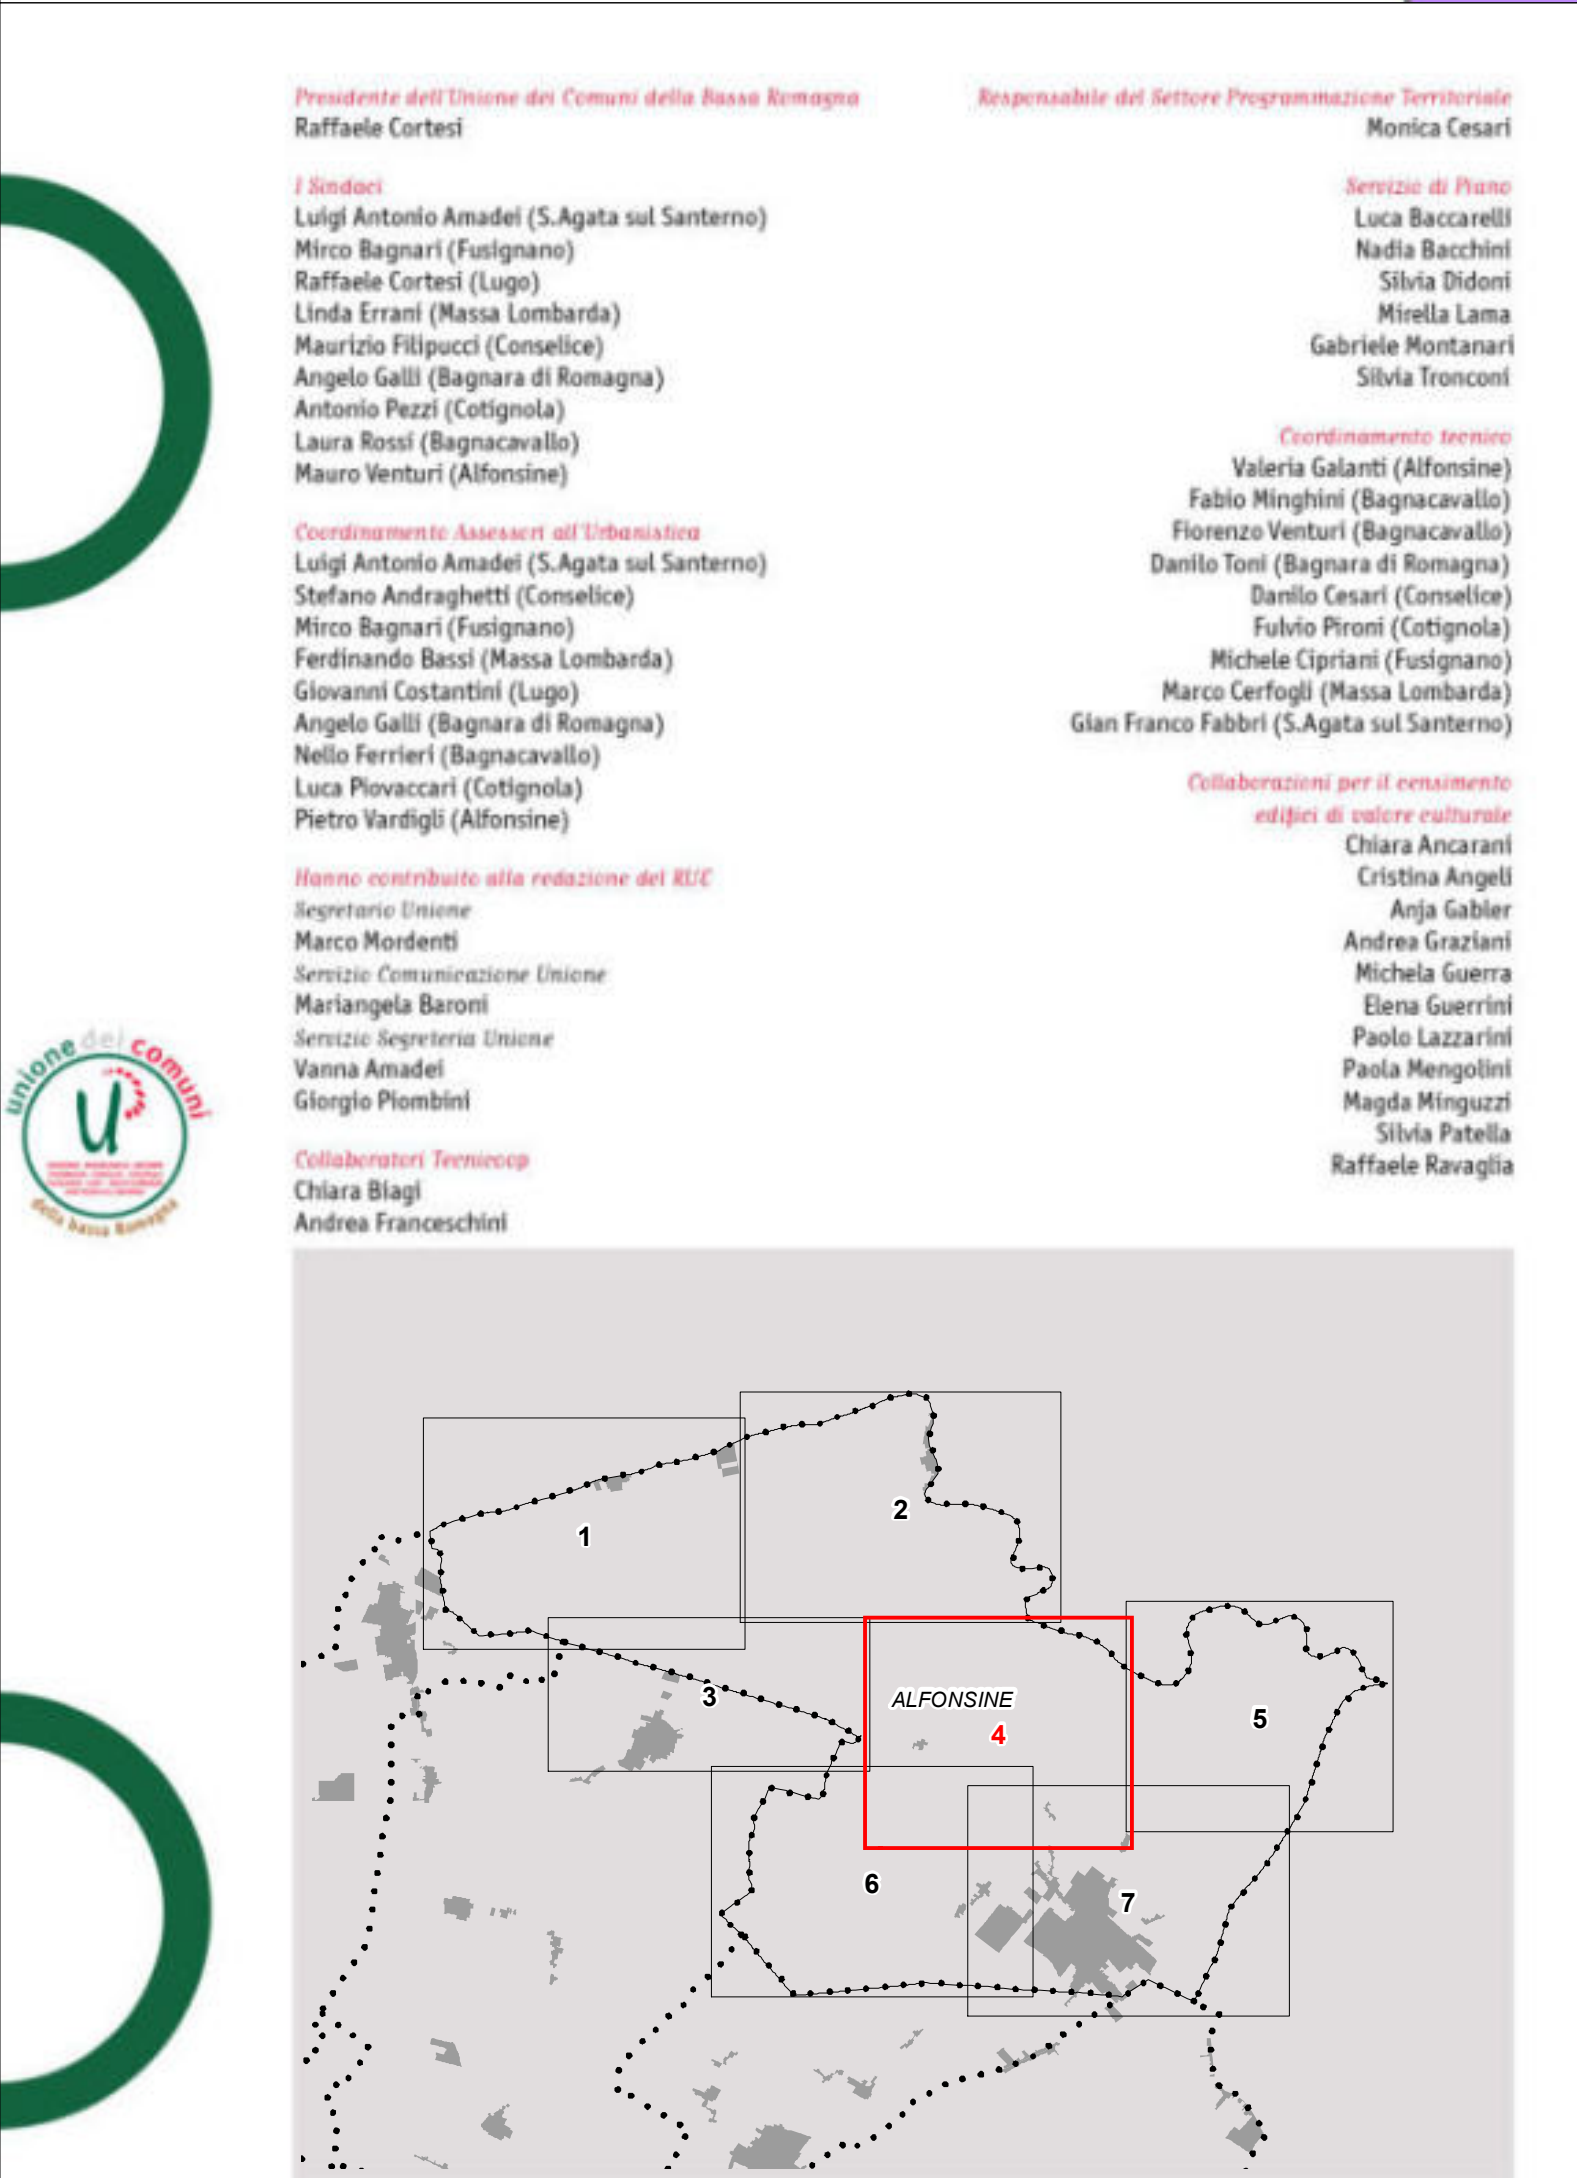 Presidente dell'Unione dei Comuni della Bassa Romagna
Raffaele Cortesi
I Sindaci
Luigi Antonio Amadei (S.Agata sul Santerno)
Mirco Bagnari (Fusignano)
Raffaele Cortesi (Lugo)
Linda Errani (Massa Lombarda)
Maurizio Filipucci (Conselice)
Angelo Galli (Bagnara di Romagna)
Antonio Pezzi (Cotignola)
Laura Rossi (Bagnacavallo)
Mauro Venturi (Alfonsine)
Coordinamento Assessori all'Urbanistica
Luigi Antonio Amadei (S.Agata sul Santerno)
Stefano Andraghetti (Conselice)
Mirco Bagnari (Fusignano)
Ferdinando Bassi (Massa Lombarda)
Giovanni Costantini (Lugo)
Angelo Galli (Bagnara di Romagna)
Nello Ferrieri (Bagnacavallo)
Luca Piovaccari (Cotignola)
Pietro Vardigli (Alfonsine)
Hanno contribuito alla redazione del RUE
Segretario Unione
Marco Mordenti
Servizio Comunicazione Unione
Mariangela Baroni
Servizio Segreteria Unione
Vanna Amadei
Giorgio Piombini
Collaboratori Tecnicoop
Chiara Biagi
Andrea Franceschini
Responsabile del Settore Programmazione Territoriale
Monica Cesari
Servizio di Piano
Luca Baccarelli
Nadia Bacchini
Silvia Didoni
Mirella Lama
Gabriele Montanari
Silvia Tronconi
Coordinamento tecnico
Valeria Galanti (Alfonsine)
Fabio Minghini (Bagnacavallo)
Fiorenzo Venturi (Bagnacavallo)
Danilo Toni (Bagnara di Romagna)
Danilo Cesari (Conselice)
Fulvio Pironi (Cotignola)
Michele Cipriani (Fusignano)
Marco Cerfogli (Massa Lombarda)
Gian Franco Fabbri (S.Agata sul Santerno)
Collaborazioni per il censimento
edifici di valore culturale
Chiara Ancarani
Cristina Angeli
Anja Gabler
Andrea Graziani
Michela Guerra
Elena Guerrini
Paolo Lazzarini
Paola Mengolini
Magda Minguzzi
Silvia Patella
Raffaele Ravaglia
unione dei comuni
della bassa Romagna
1
2
3
ALFONSINE
4
5
6
7